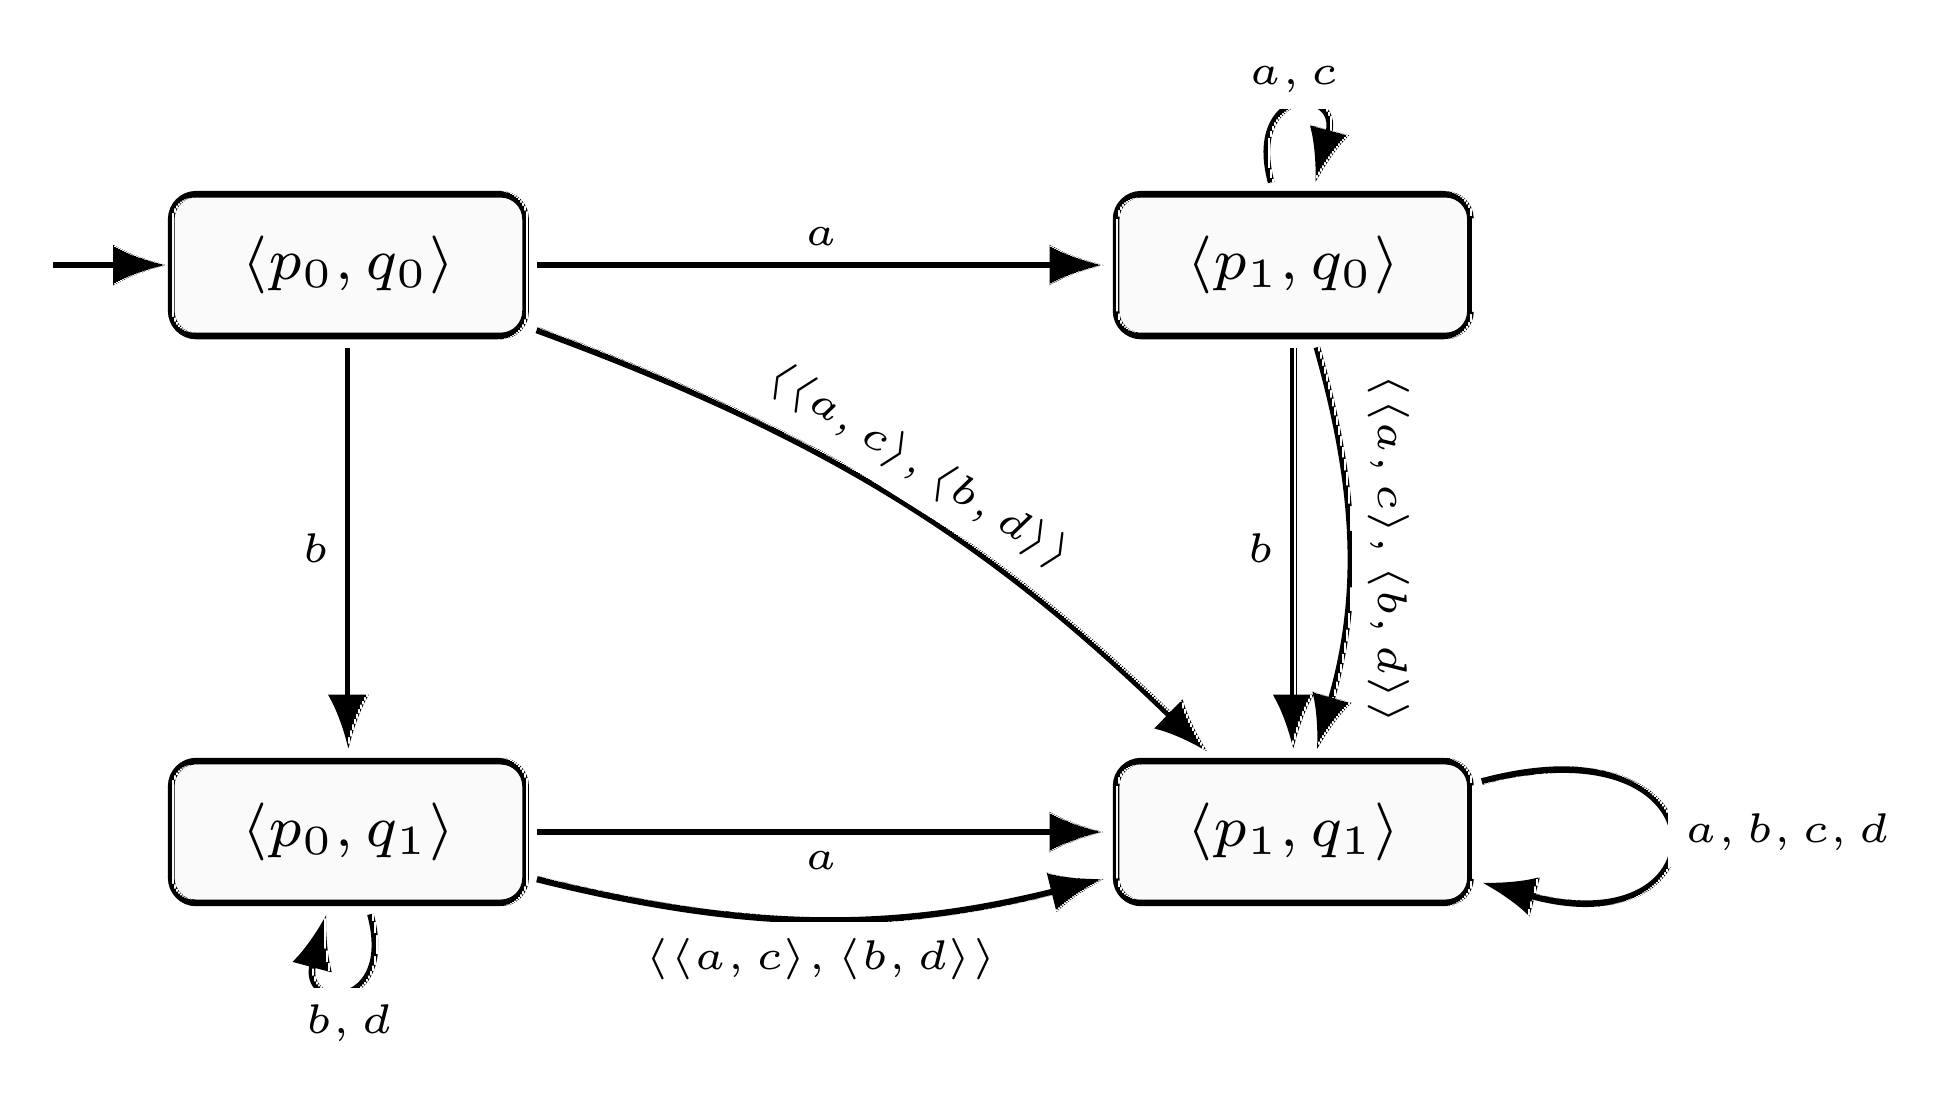 a, c
⟨p₀, q₀⟩
a
⟨p₁, q₀⟩
⟨⟨a, c⟩, ⟨b, d⟩⟩
b
b
⟨⟨a, c⟩, ⟨b, d⟩⟩
⟨p₀, q₁⟩
a
⟨p₁, q₁⟩
a, b, c, d
⟨⟨a, c⟩, ⟨b, d⟩⟩
b, d